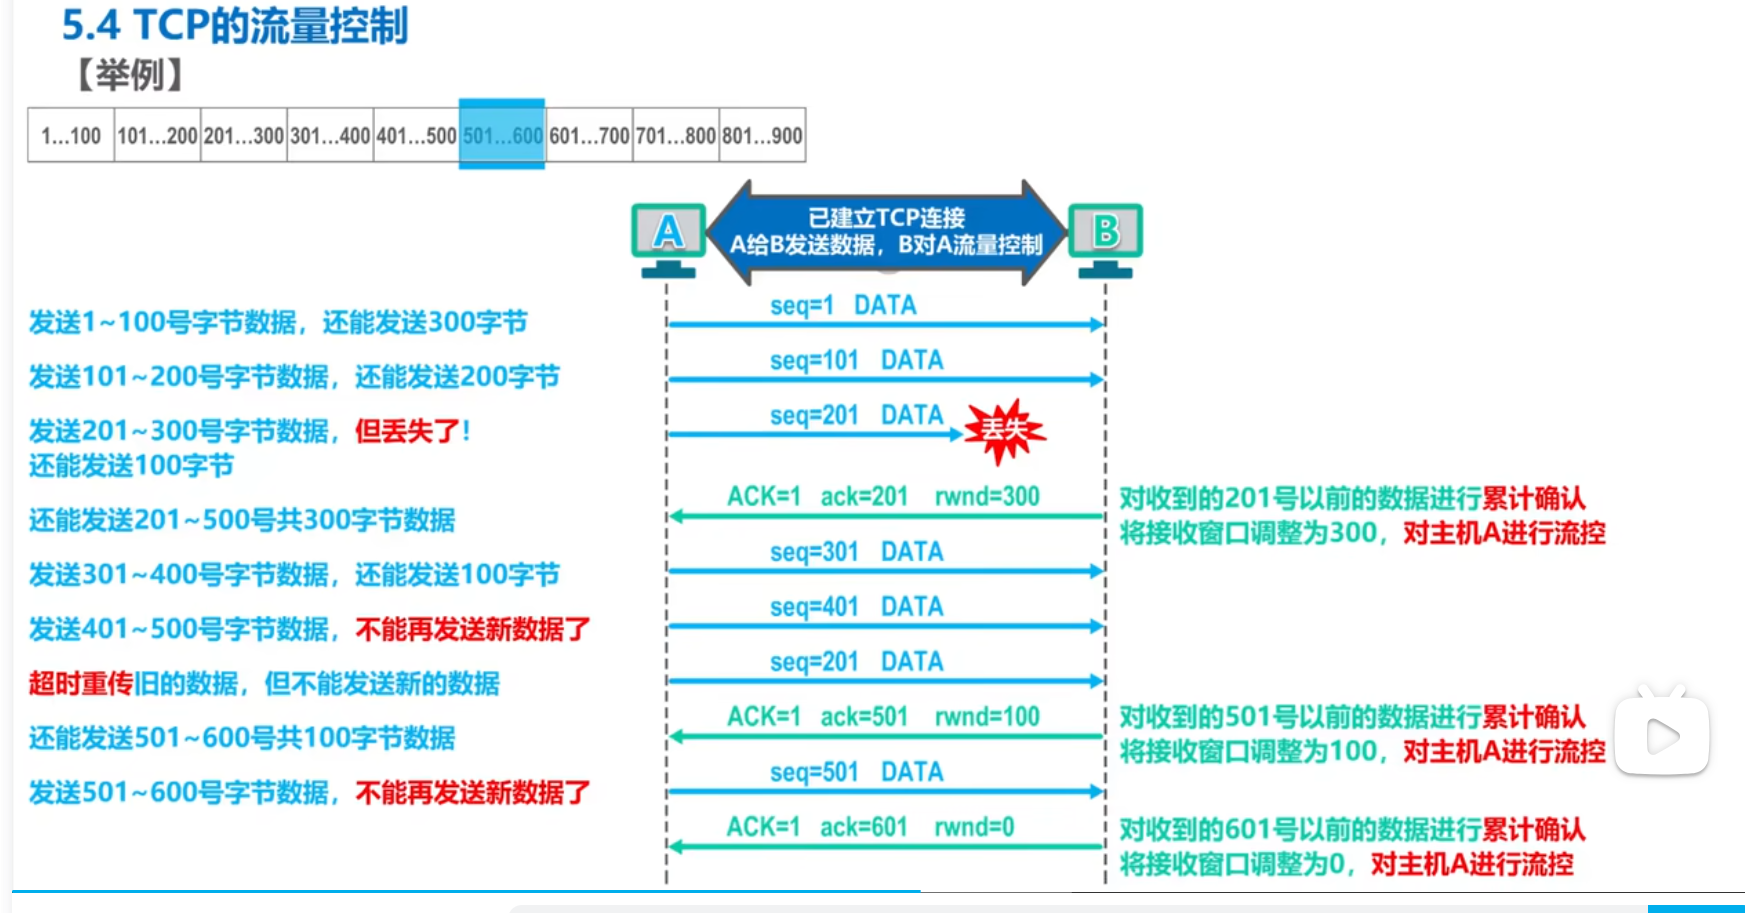 5.4 TCP的流量控制
【举例】
1...100 101...200 201...300 301...400 401...500 501...600 601...700 701...800 801...900
A
已建立TCP连接
A给B发送数据，B对A流量控制
B
seq=1 DATA
发送1~100号字节数据，还能发送300字节
seq=101 DATA
发送101~200号字节数据，还能发送200字节
seq=201 DATA
丢失
发送201~300号字节数据，但丢失了！
还能发送100字节
ACK=1 ack=201 rwnd=300
对收到的201号以前的数据进行累计确认
还能发送201~500号共300字节数据
将接收窗口调整为300，对主机A进行流控
seq=301 DATA
发送301~400号字节数据，还能发送100字节
seq=401 DATA
发送401~500号字节数据，不能再发送新数据了
seq=201 DATA
超时重传旧的数据，但不能发送新的数据
ACK=1 ack=501 rwnd=100
对收到的501号以前的数据进行累计确认
还能发送501~600号共100字节数据
将接收窗口调整为100，对主机A进行流控
seq=501 DATA
发送501~600号字节数据，不能再发送新数据了
ACK=1 ack=601 rwnd=0
对收到的601号以前的数据进行累计确认
将接收窗口调整为0，对主机A进行流控